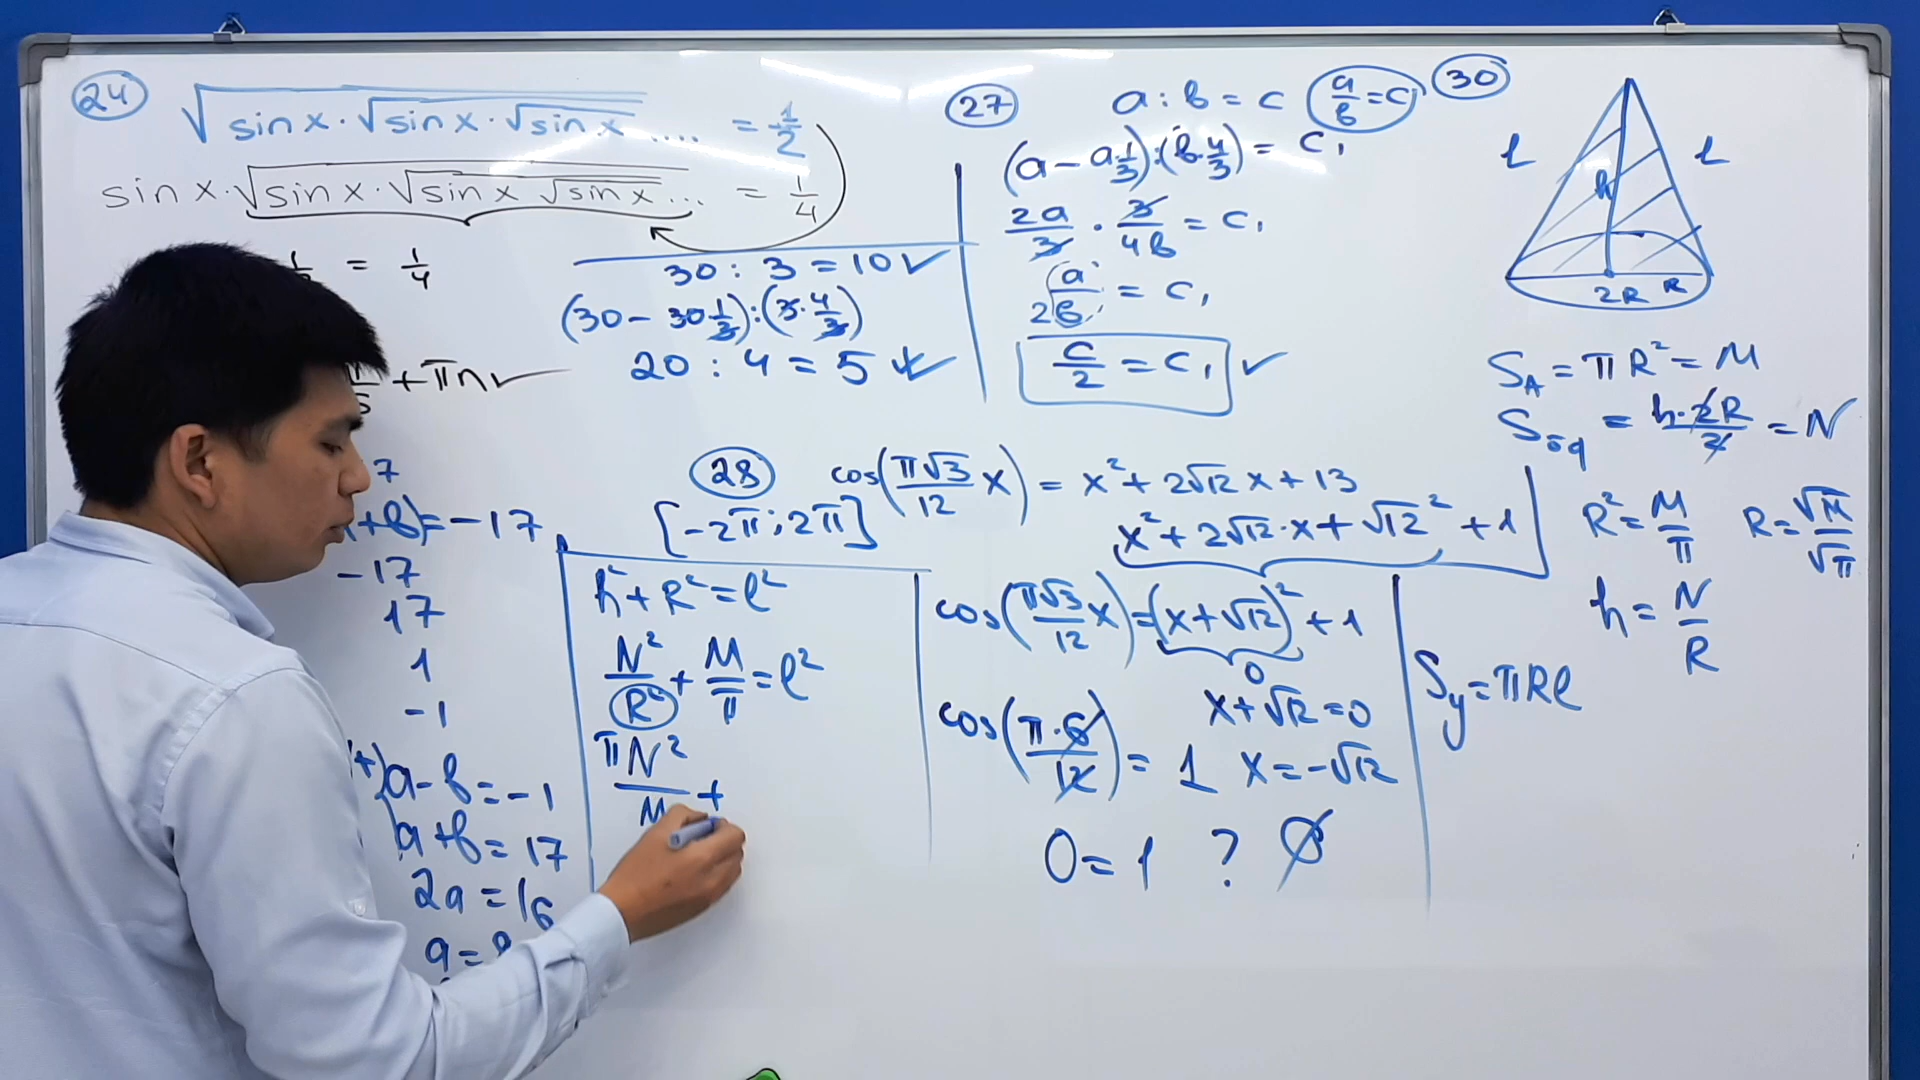 24
√(sin x · √(sin x · √(sin x .... = 1/2
sin x · √(sin x · √(sin x √(sin x ... = 1/4
= 1/4
+ πn ✓
7
+b) = -17
-17
17
1
-1
a - b = -1
a + b = 17
2a = 16
30 : 3 = 10 ✓
(30 - 30 1/3) : (3 · 4/3)
20 : 4 = 5 ✓
27
a : b = c (a/b = c)
(a - a 1/3) : (b · 4/3) = c₁
2a/3 · 3/4b = c₁
a/2b = c₁
c/2 = c₁ ✓
28
cos(π√3/12 x) = x² + 2√12 x + 13
[-2π; 2π]
x² + 2√12 · x + √12² + 1
cos(π√3/12 x) = (x + √12)² + 1
0
cos(π · 6/12) = 1
x + √12 = 0
x = -√12
0 = 1 ? ∅
30
l
l
h
2R
R
S_A = πR² = M
S_öq = h · 2R/2 = N
R² = M/π
R = √M/√π
h = N/R
S_y = πRl
h² + R² = l²
N²/R² + M/π = l²
πN²/M +